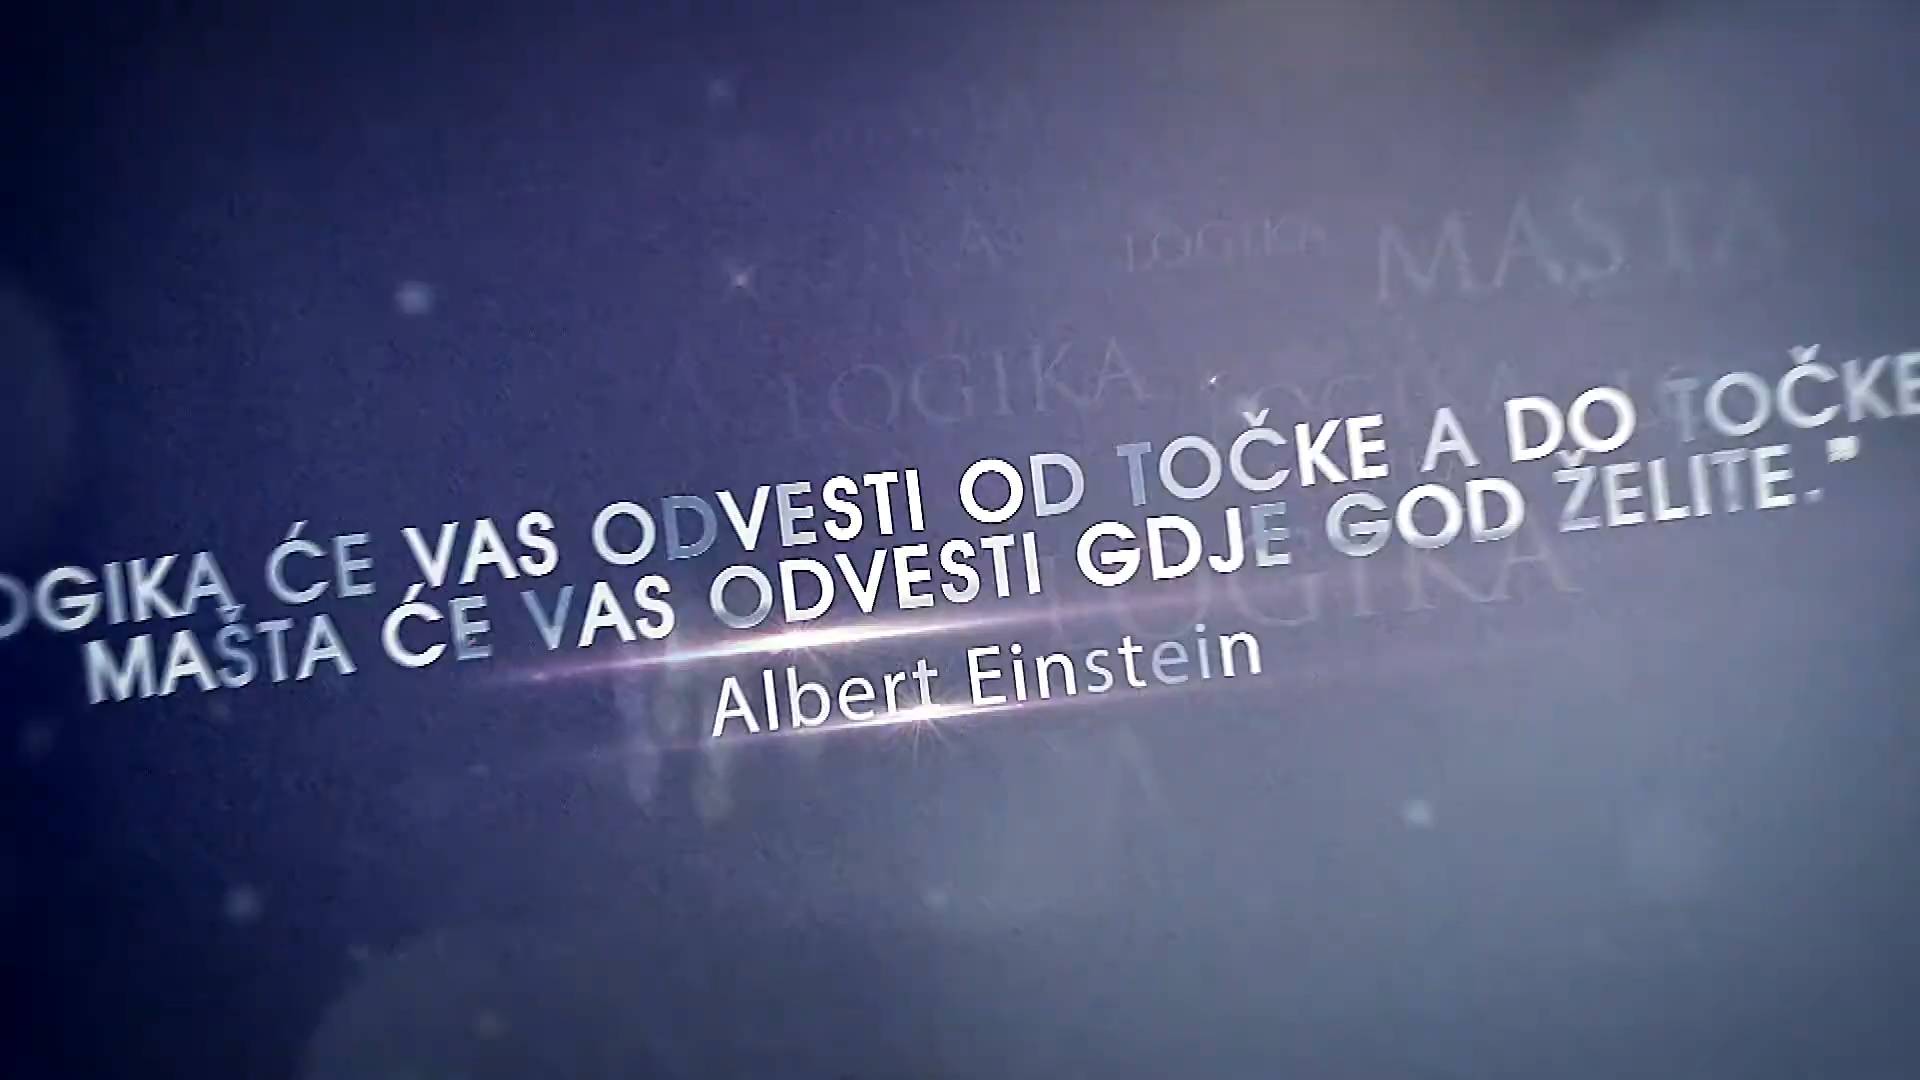 MAŠTA
LOGIKA
LOGIKA
OGIKA ĆE VAS ODVESTI OD TOČKE A DO TOČKE
MAŠTA ĆE VAS ODVESTI GDJE GOD ŽELITE."
LOGIKA
Albert Einstein